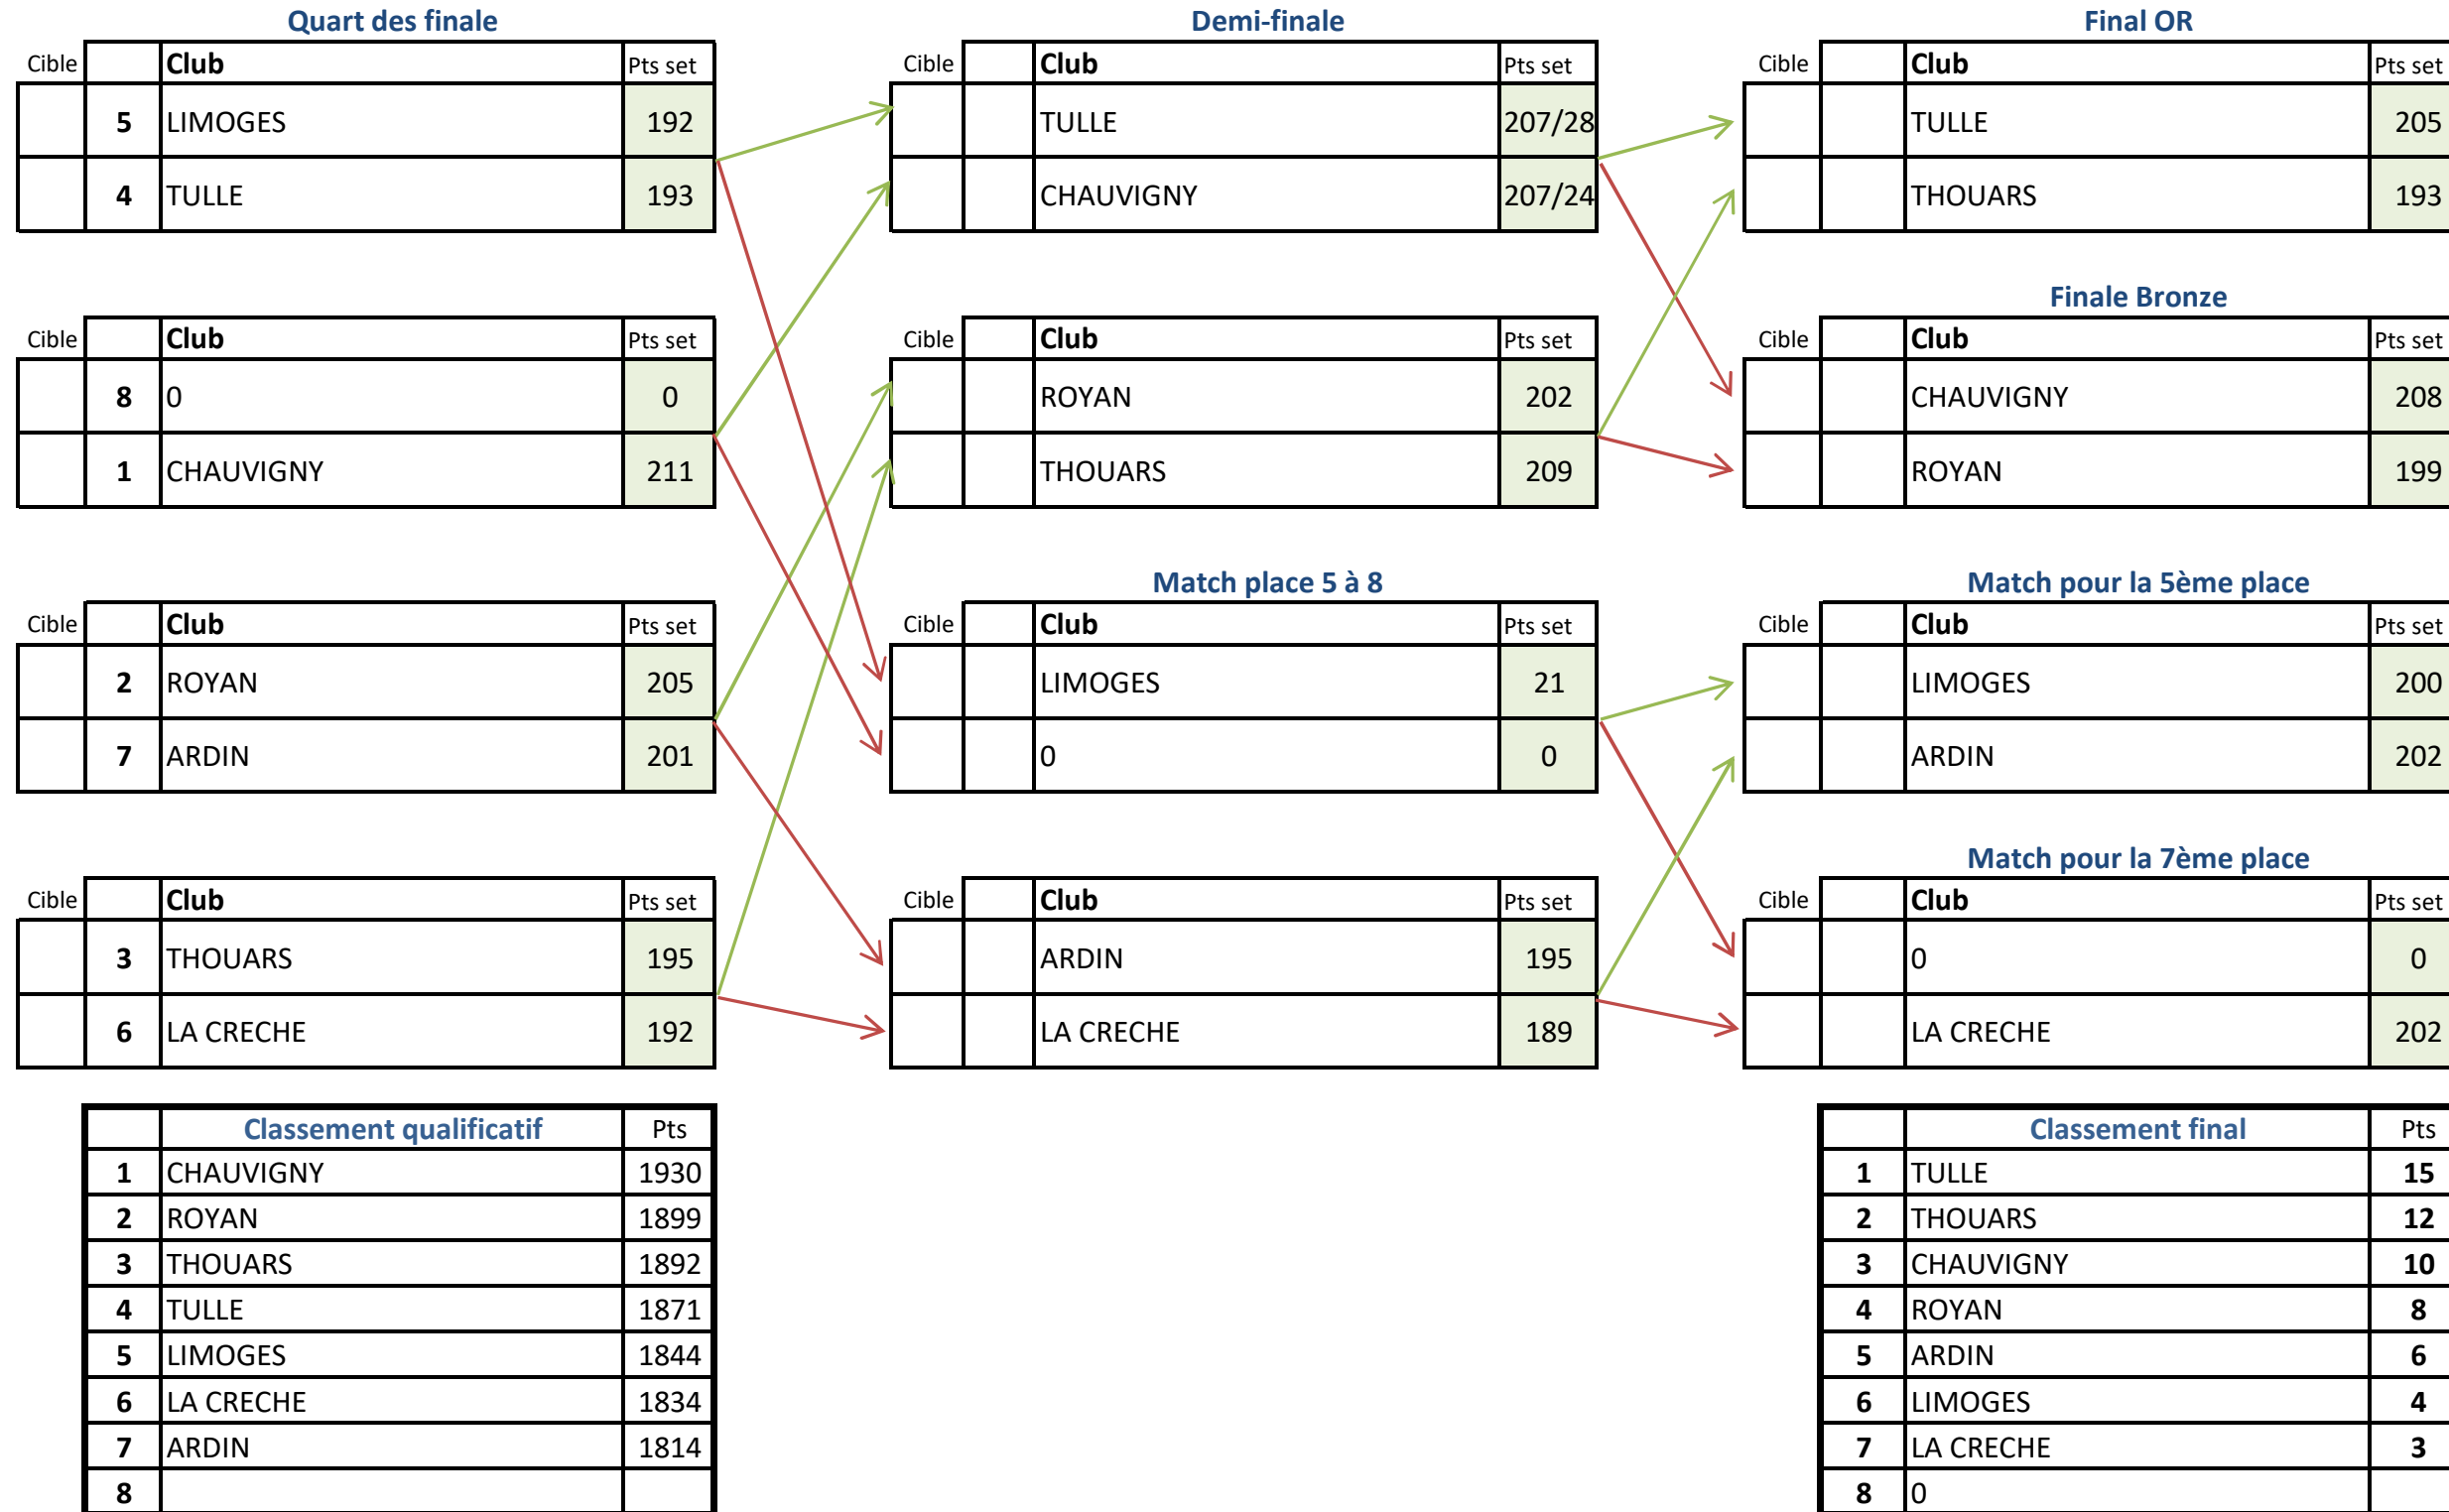 Quart des finale Demi-finale Final OR
Cible Club Pts set Cible Club Pts set Cible Club Pts set
5 LIMOGES 192 TULLE 207/28 TULLE 205
4 TULLE 193 CHAUVIGNY 207/24 THOUARS 193
Finale Bronze
Cible Club Pts set Cible Club Pts set Cible Club Pts set
8 0 0 ROYAN 202 CHAUVIGNY 208
1 CHAUVIGNY 211 THOUARS 209 ROYAN 199
Match place 5 à 8 Match pour la 5ème place
Cible Club Pts set Cible Club Pts set Cible Club Pts set
2 ROYAN 205 LIMOGES 21 LIMOGES 200
7 ARDIN 201 0 0 ARDIN 202
Match pour la 7ème place
Cible Club Pts set Cible Club Pts set Cible Club Pts set
3 THOUARS 195 ARDIN 195 0 0
6 LA CRECHE 192 LA CRECHE 189 LA CRECHE 202
Classement qualificatif Pts Classement final Pts
1 CHAUVIGNY 1930 1 TULLE 15
2 ROYAN 1899 2 THOUARS 12
3 THOUARS 1892 3 CHAUVIGNY 10
4 TULLE 1871 4 ROYAN 8
5 LIMOGES 1844 5 ARDIN 6
6 LA CRECHE 1834 6 LIMOGES 4
7 ARDIN 1814 7 LA CRECHE 3
8 8 0